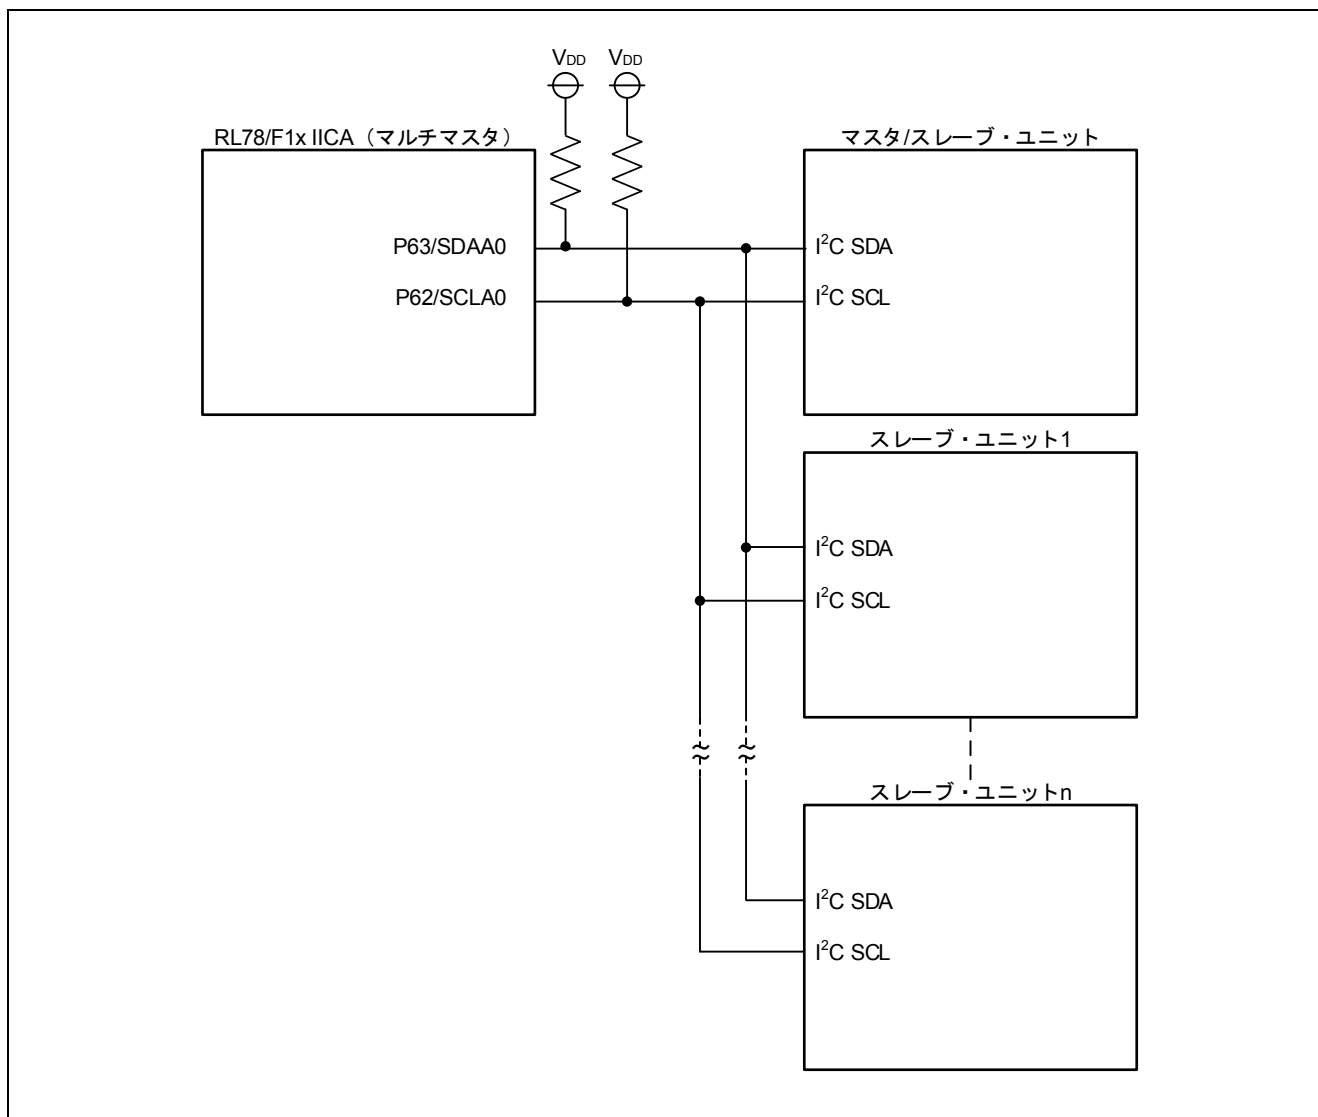 VDD VDD
RL78/F1x IICA（マルチマスタ）
マスタ/スレーブ・ユニット
P63/SDAA0
I²C SDA
P62/SCLA0
I²C SCL
スレーブ・ユニット1
I²C SDA
I²C SCL
スレーブ・ユニットn
I²C SDA
I²C SCL